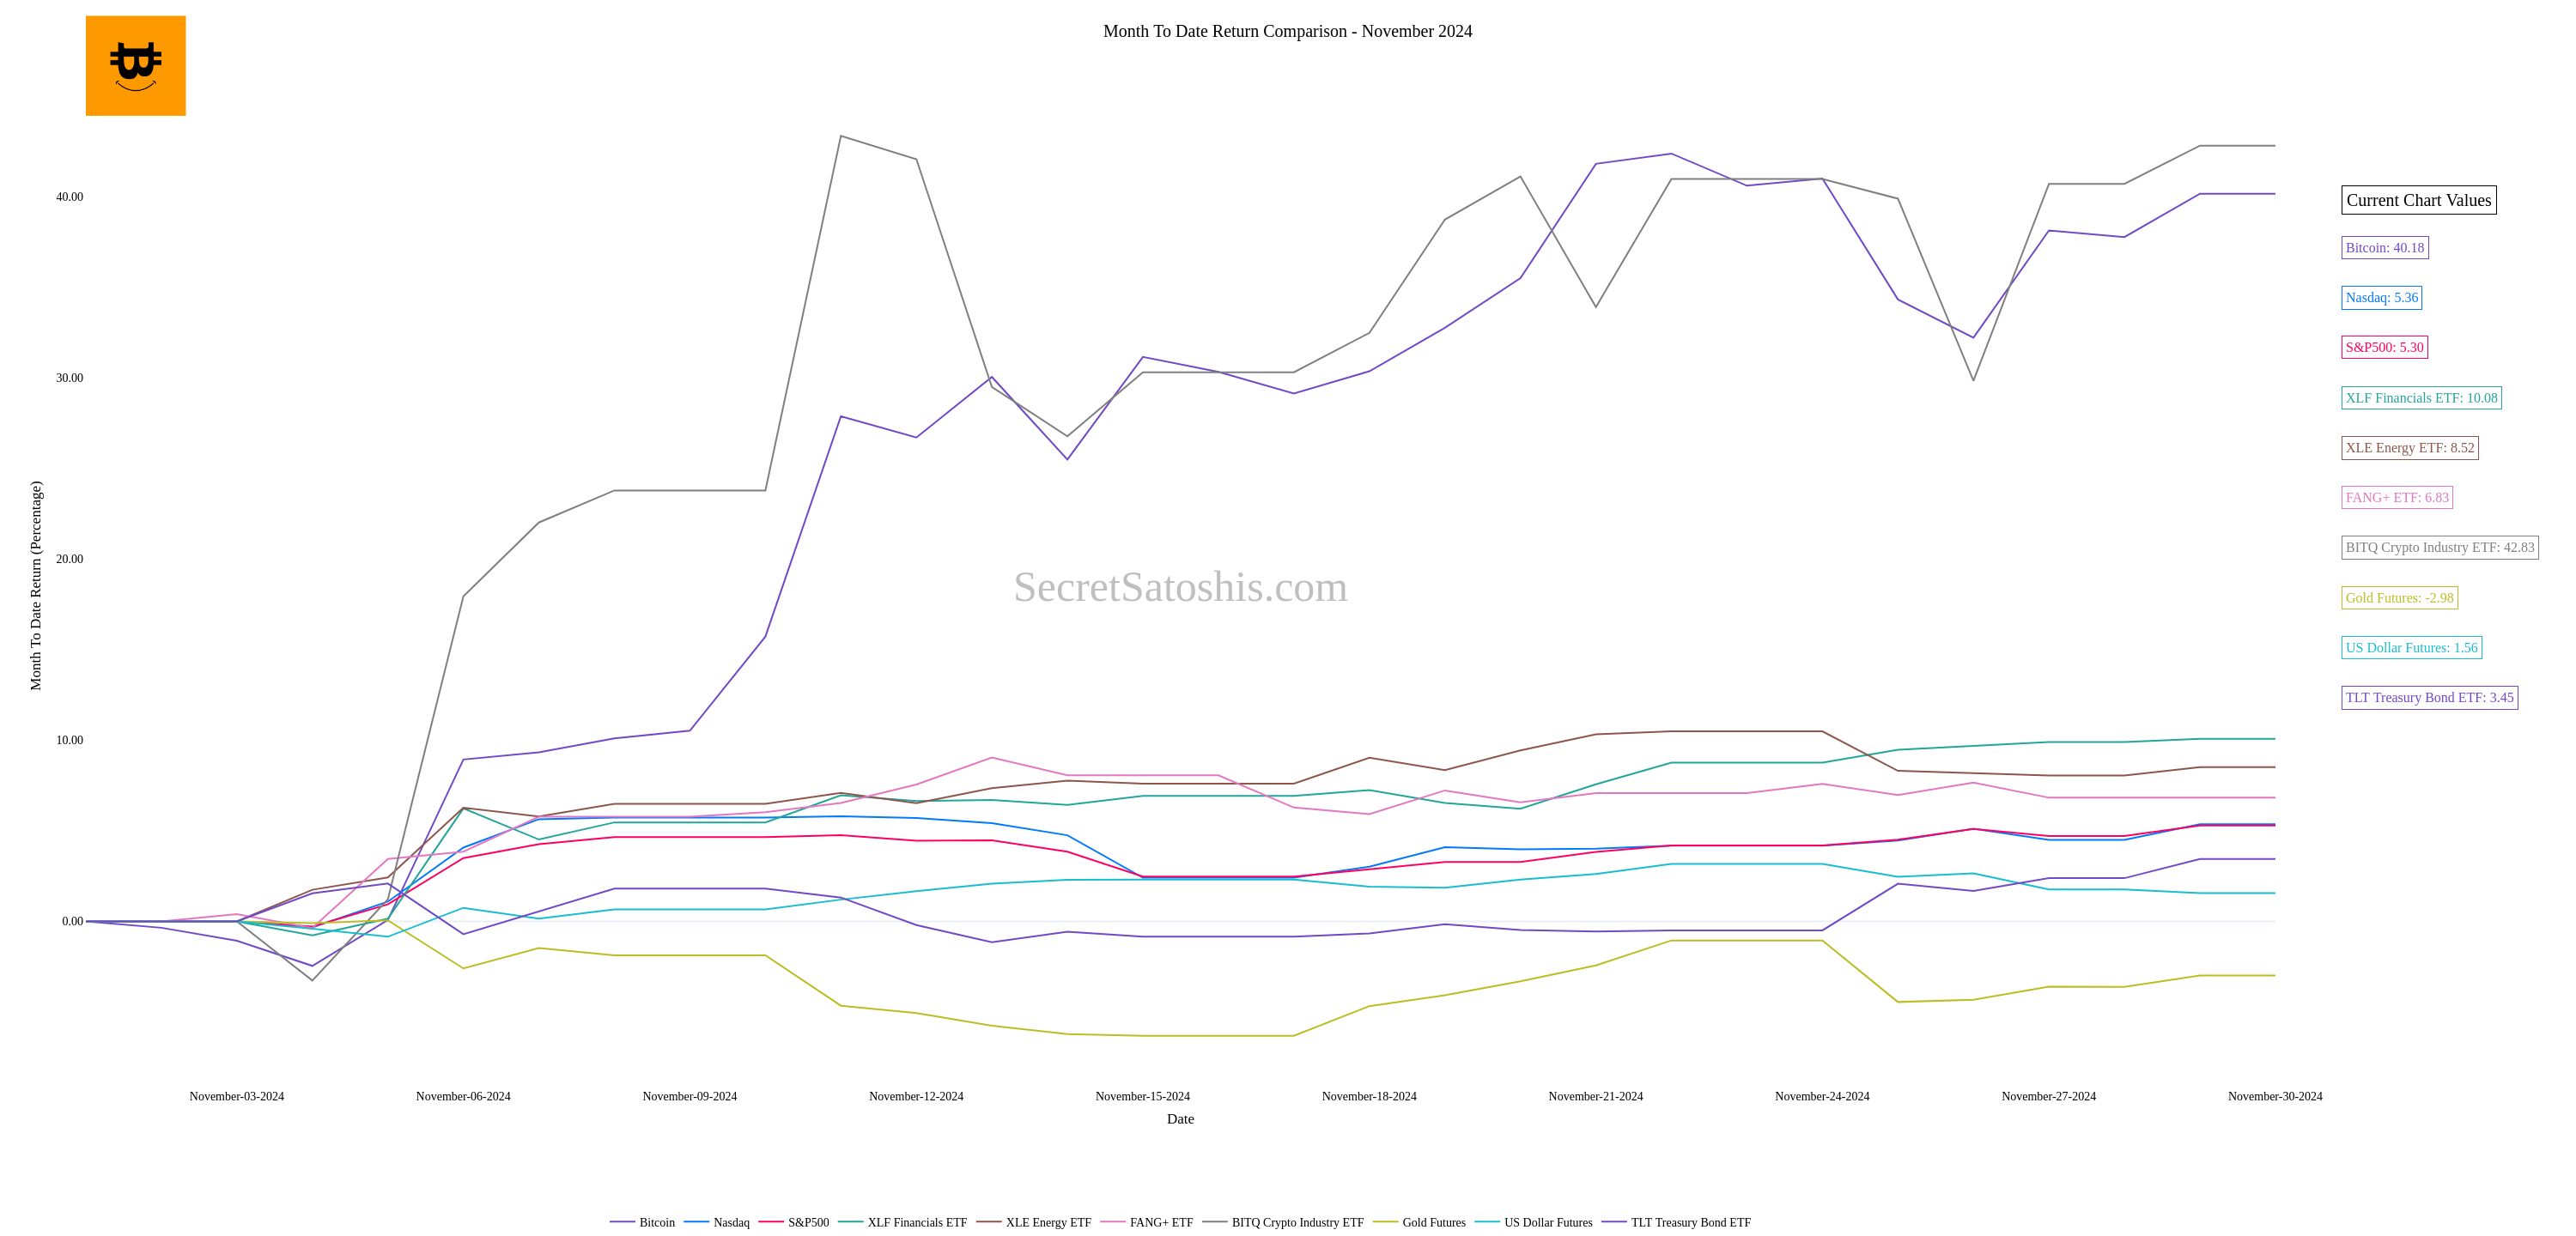 Month To Date Return Comparison - November 2024
40.00
30.00
20.00
10.00
0.00
Month To Date Return (Percentage)
SecretSatoshis.com
Current Chart Values
Bitcoin: 40.18
Nasdaq: 5.36
S&P500: 5.30
XLF Financials ETF: 10.08
XLE Energy ETF: 8.52
FANG+ ETF: 6.83
BITQ Crypto Industry ETF: 42.83
Gold Futures: -2.98
US Dollar Futures: 1.56
TLT Treasury Bond ETF: 3.45
November-03-2024 November-06-2024 November-09-2024 November-12-2024 November-15-2024 November-18-2024 November-21-2024 November-24-2024 November-27-2024 November-30-2024
Date
Bitcoin Nasdaq S&P500 XLF Financials ETF XLE Energy ETF FANG+ ETF BITQ Crypto Industry ETF Gold Futures US Dollar Futures TLT Treasury Bond ETF